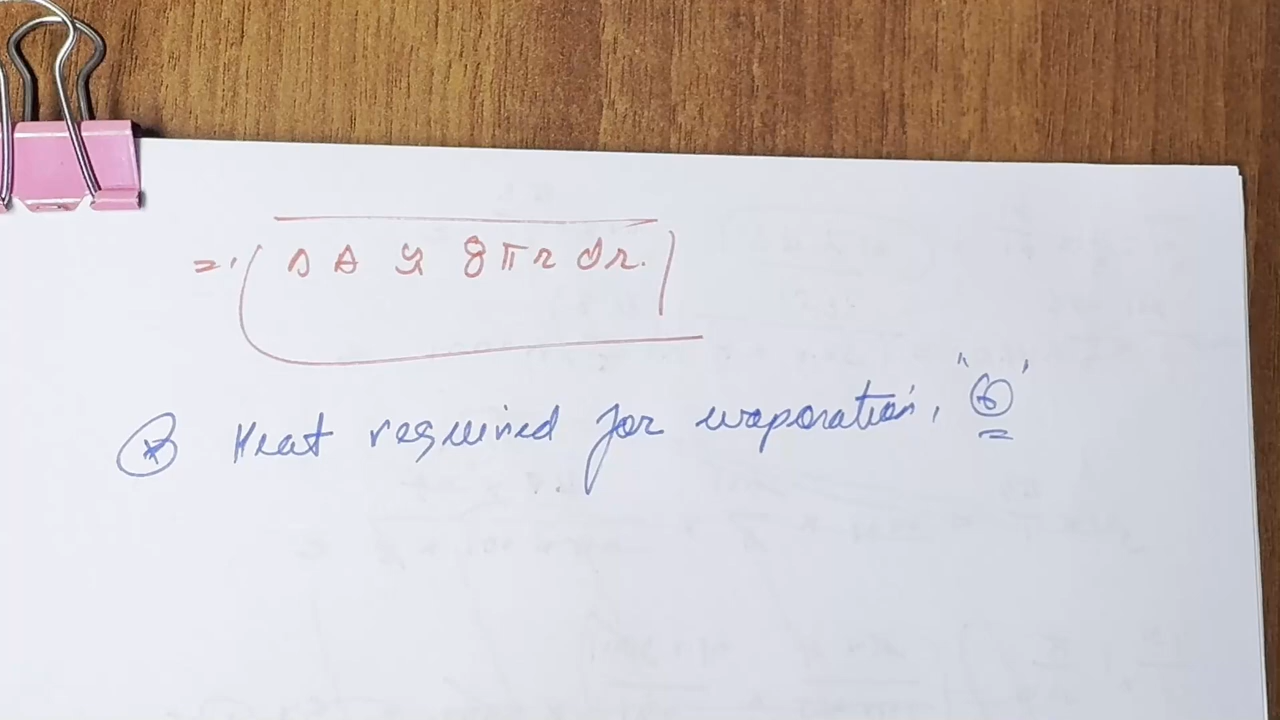 = ΔA = 8πr dr.
* Heat required for evaporation, "Q"